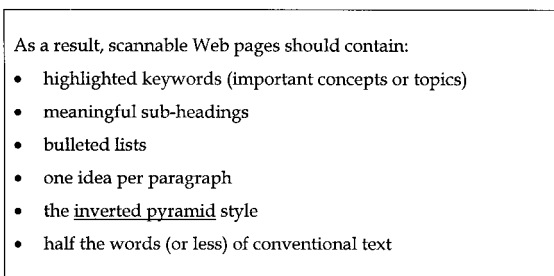 As a result, scannable Web pages should contain:
• highlighted keywords (important concepts or topics)
• meaningful sub-headings
• bulleted lists
• one idea per paragraph
• the inverted pyramid style
• half the words (or less) of conventional text